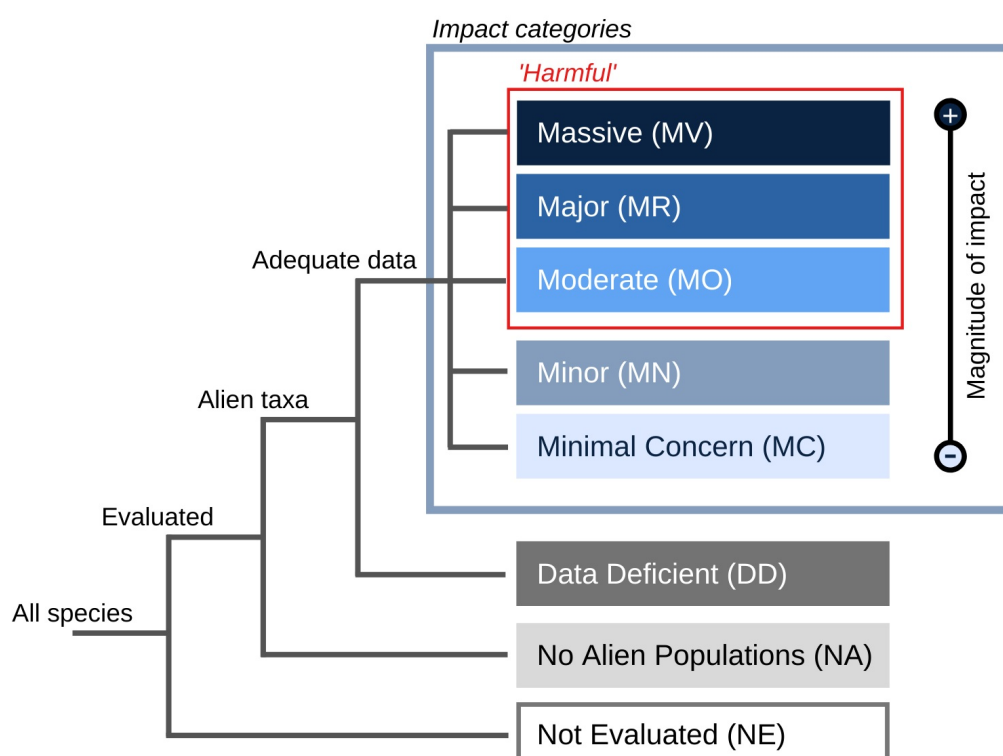 Impact categories
'Harmful'
Massive (MV)
Major (MR)
Moderate (MO)
Minor (MN)
Minimal Concern (MC)
+
Magnitude of impact
-
Adequate data
Alien taxa
Evaluated
All species
Data Deficient (DD)
No Alien Populations (NA)
Not Evaluated (NE)